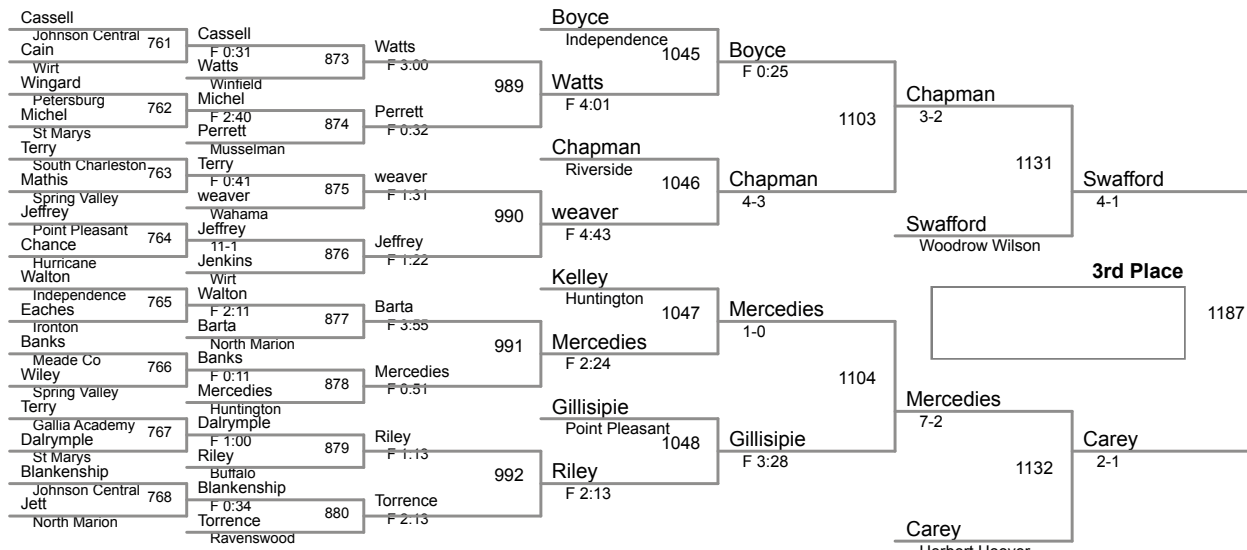 Cassell
Johnson Central
761
Cain
Wirt
Wingard
Petersburg
762
Michel
St Marys
Terry
South Charleston
763
Mathis
Spring Valley
Jeffrey
Point Pleasant
764
Chance
Hurricane
Walton
Independence
765
Eaches
Ironton
Banks
Meade Co
766
Wiley
Spring Valley
Terry
Gallia Academy
767
Dalrymple
St Marys
Blankenship
Johnson Central
768
Jett
North Marion
Cassell
F 0:31
873
Watts
Winfield
Michel
F 2:40
874
Perrett
Musselman
Terry
F 0:41
875
weaver
Wahama
Jeffrey
11-1
876
Jenkins
Wirt
Walton
F 2:11
877
Barta
North Marion
Banks
F 0:11
878
Mercedies
Huntington
Dalrymple
F 1:00
879
Riley
Buffalo
Blankenship
F 0:34
880
Torrence
Ravenswood
Watts
F 3:00
989
Perrett
F 0:32
weaver
F 1:31
990
Jeffrey
F 1:22
Barta
F 3:55
991
Mercedies
F 0:51
Riley
F 1:13
992
Torrence
F 2:13
Boyce
Independence
1045
Watts
F 4:01
Chapman
Riverside
1046
weaver
F 4:43
Kelley
Huntington
1047
Mercedies
F 2:24
Gillisipie
Point Pleasant
1048
Riley
F 2:13
Boyce
F 0:25
1103
Chapman
4-3
Mercedies
1-0
1104
Gillisipie
F 3:28
Chapman
3-2
1131
Swafford
Woodrow Wilson
Mercedies
7-2
1132
Carey
Herbert Hoover
Swafford
4-1
3rd Place
1187
Carey
2-1